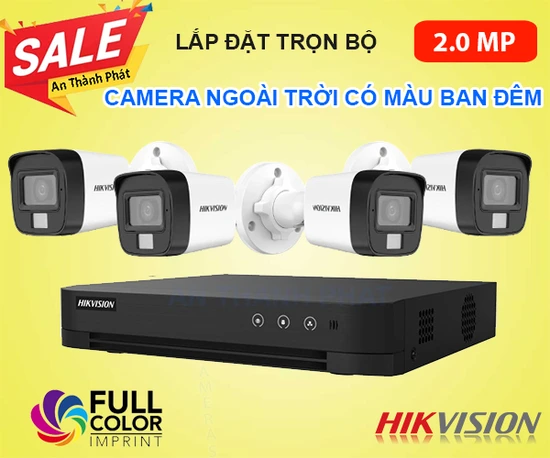 SALE
An Thành Phát
LẮP ĐẶT TRỌN BỘ
2.0 MP
CAMERA NGOÀI TRỜI CÓ MÀU BAN ĐÊM
HIKVISION
HIKVISION
HIKVISION
HIKVISION
HIKVISION
FULL
COLOR
IMPRINT
HIKVISION